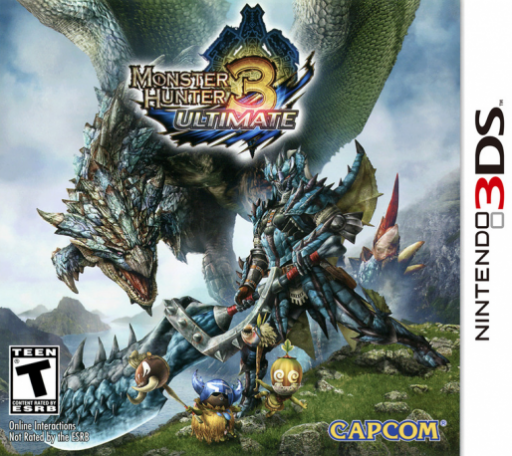 MONSTER
HUNTER 3
ULTIMATE
NINTENDO 3DS
TM
TEEN
T
CONTENT RATED BY
ESRB
Online Interactions
Not Rated by the ESRB
CAPCOM